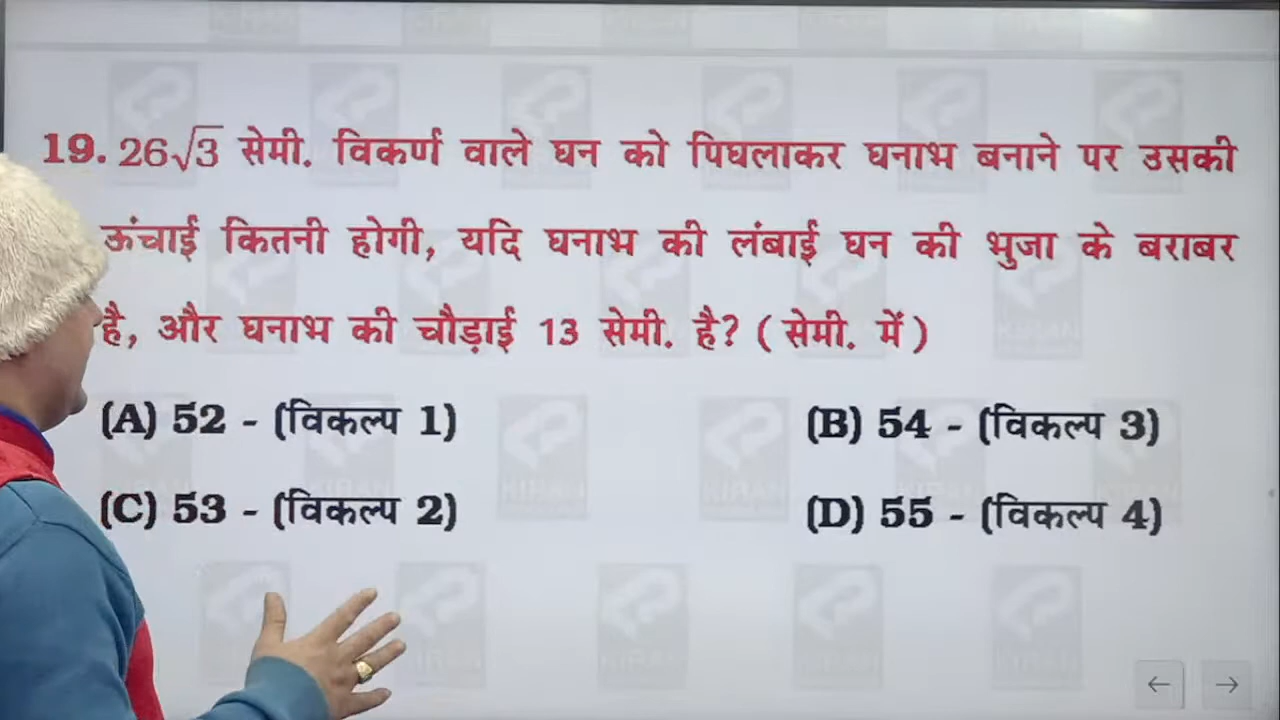 19. 26√3 सेमी. विकर्ण वाले घन को पिघलाकर घनाभ बनाने पर उसकी
ऊंचाई कितनी होगी, यदि घनाभ की लंबाई घन की भुजा के बराबर
है, और घनाभ की चौड़ाई 13 सेमी. है? ( सेमी. में )
(A) 52 - (विकल्प 1)
(B) 54 - (विकल्प 3)
(C) 53 - (विकल्प 2)
(D) 55 - (विकल्प 4)
KIRAN